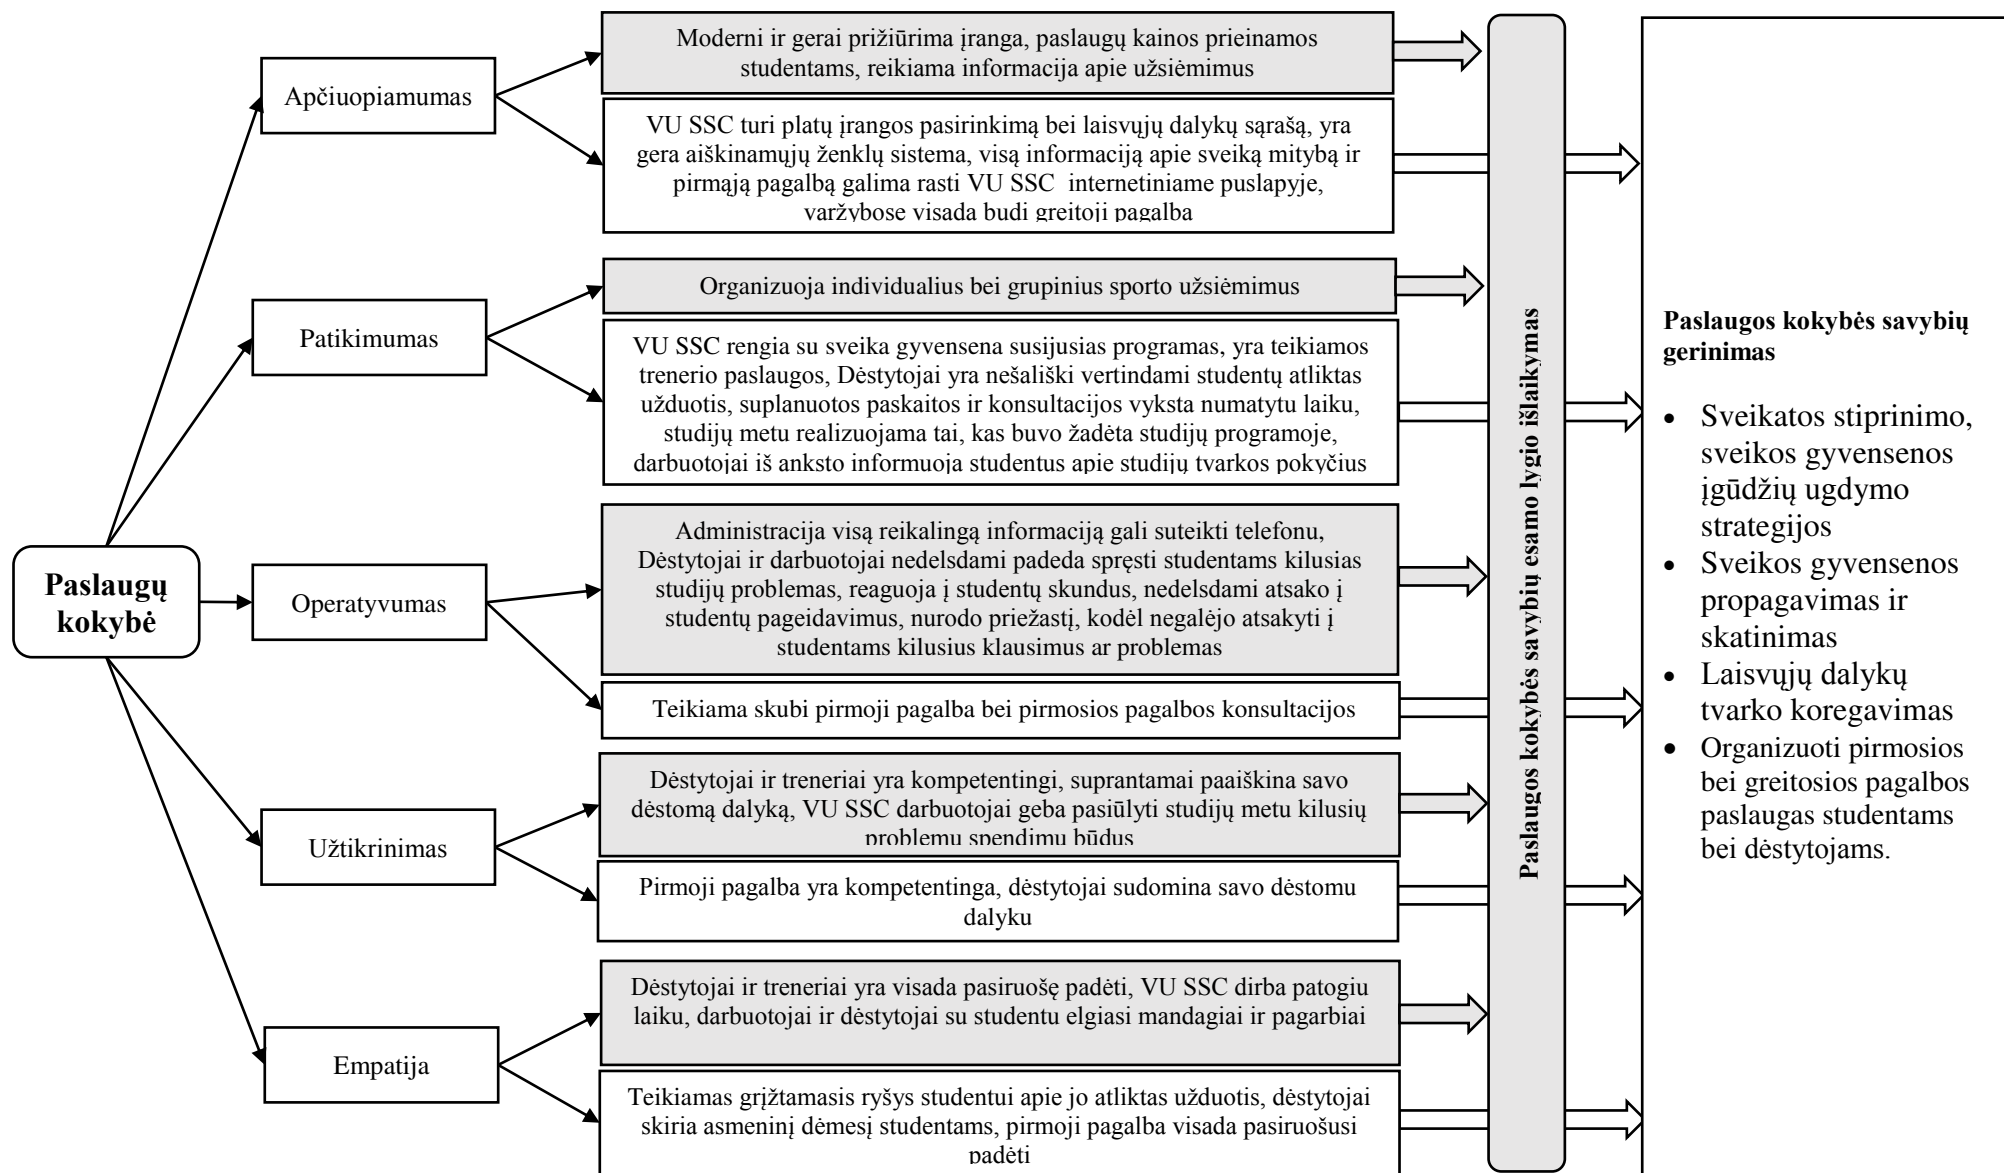 Paslaugų
kokybė
Apčiuopiamumas
Moderni ir gerai prižiūrima įranga, paslaugų kainos prieinamos
studentams, reikiama informacija apie užsiėmimus
VU SSC turi platų įrangos pasirinkimą bei laisvųjų dalykų sąrašą, yra
gera aiškinamųjų ženklų sistema, visą informaciją apie sveiką mitybą ir
pirmąją pagalbą galima rasti VU SSC internetiniame puslapyje,
varžybose visada budi greitoji pagalba
Patikimumas
Organizuoja individualius bei grupinius sporto užsiėmimus
VU SSC rengia su sveika gyvensena susijusias programas, yra teikiamos
trenerio paslaugos, Dėstytojai yra nešališki vertindami studentų atliktas
užduotis, suplanuotos paskaitos ir konsultacijos vyksta numatytu laiku,
studijų metu realizuojama tai, kas buvo žadėta studijų programoje,
darbuotojai iš anksto informuoja studentus apie studijų tvarkos pokyčius
Operatyvumas
Administracija visą reikalingą informaciją gali suteikti telefonu,
Dėstytojai ir darbuotojai nedelsdami padeda spręsti studentams kilusias
studijų problemas, reaguoja į studentų skundus, nedelsdami atsako į
studentų pageidavimus, nurodo priežastį, kodėl negalėjo atsakyti į
studentams kilusius klausimus ar problemas
Teikiama skubi pirmoji pagalba bei pirmosios pagalbos konsultacijos
Užtikrinimas
Dėstytojai ir treneriai yra kompetentingi, suprantamai paaiškina savo
dėstomą dalyką, VU SSC darbuotojai geba pasiūlyti studijų metu kilusių
problemų spendimų būdus
Pirmoji pagalba yra kompetentinga, dėstytojai sudomina savo dėstomu
dalyku
Empatija
Dėstytojai ir treneriai yra visada pasiruošę padėti, VU SSC dirba patogiu
laiku, darbuotojai ir dėstytojai su studentu elgiasi mandagiai ir pagarbiai
Teikiamas grįžtamasis ryšys studentui apie jo atliktas užduotis, dėstytojai
skiria asmeninį dėmesį studentams, pirmoji pagalba visada pasiruošusi
padėti
Paslaugos kokybės savybių esamo lygio išlaikymas
Paslaugos kokybės savybių
gerinimas
• Sveikatos stiprinimo,
sveikos gyvensenos
įgūdžių ugdymo
strategijos
• Sveikos gyvensenos
propagavimas ir
skatinimas
• Laisvųjų dalykų
tvarko koregavimas
• Organizuoti pirmosios
bei greitosios pagalbos
paslaugas studentams
bei dėstytojams.